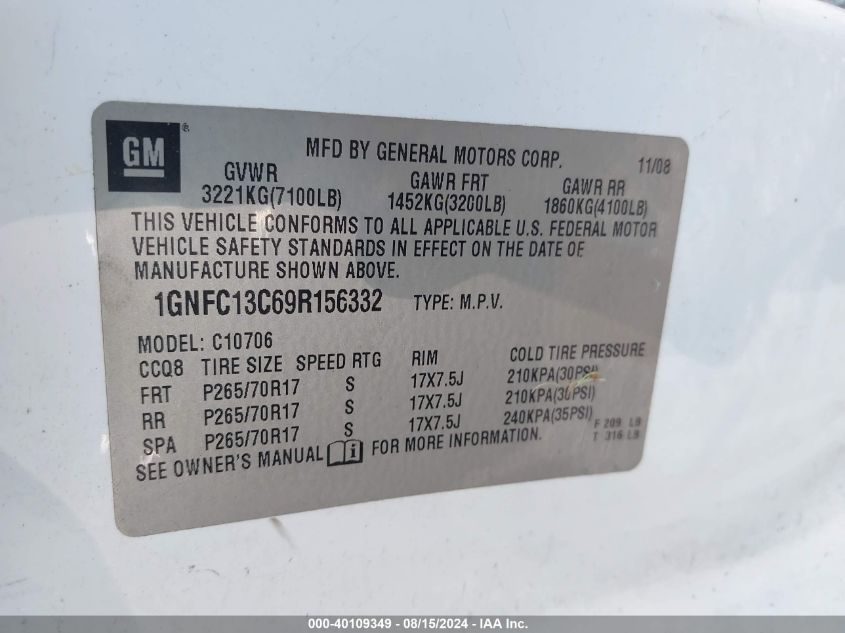 GM®
MFD BY GENERAL MOTORS CORP. 11/08
GVWR GAWR FRT GAWR RR
3221KG(7100LB) 1452KG(3200LB) 1860KG(4100LB)
THIS VEHICLE CONFORMS TO ALL APPLICABLE U.S. FEDERAL MOTOR
VEHICLE SAFETY STANDARDS IN EFFECT ON THE DATE OF
MANUFACTURE SHOWN ABOVE.
1GNFC13C69R156332 TYPE: M.P.V.
MODEL: C10706
CCQ8 TIRE SIZE SPEED RTG RIM COLD TIRE PRESSURE
FRT P265/70R17 S 17X7.5J 210KPA(30PSI)
RR P265/70R17 S 17X7.5J 210KPA(30PSI)
SPA P265/70R17 S 17X7.5J 240KPA(35PSI)
F 209 LB
T 316 LB
SEE OWNER'S MANUAL i FOR MORE INFORMATION.
000-40109349 - 08/15/2024 - IAA Inc.